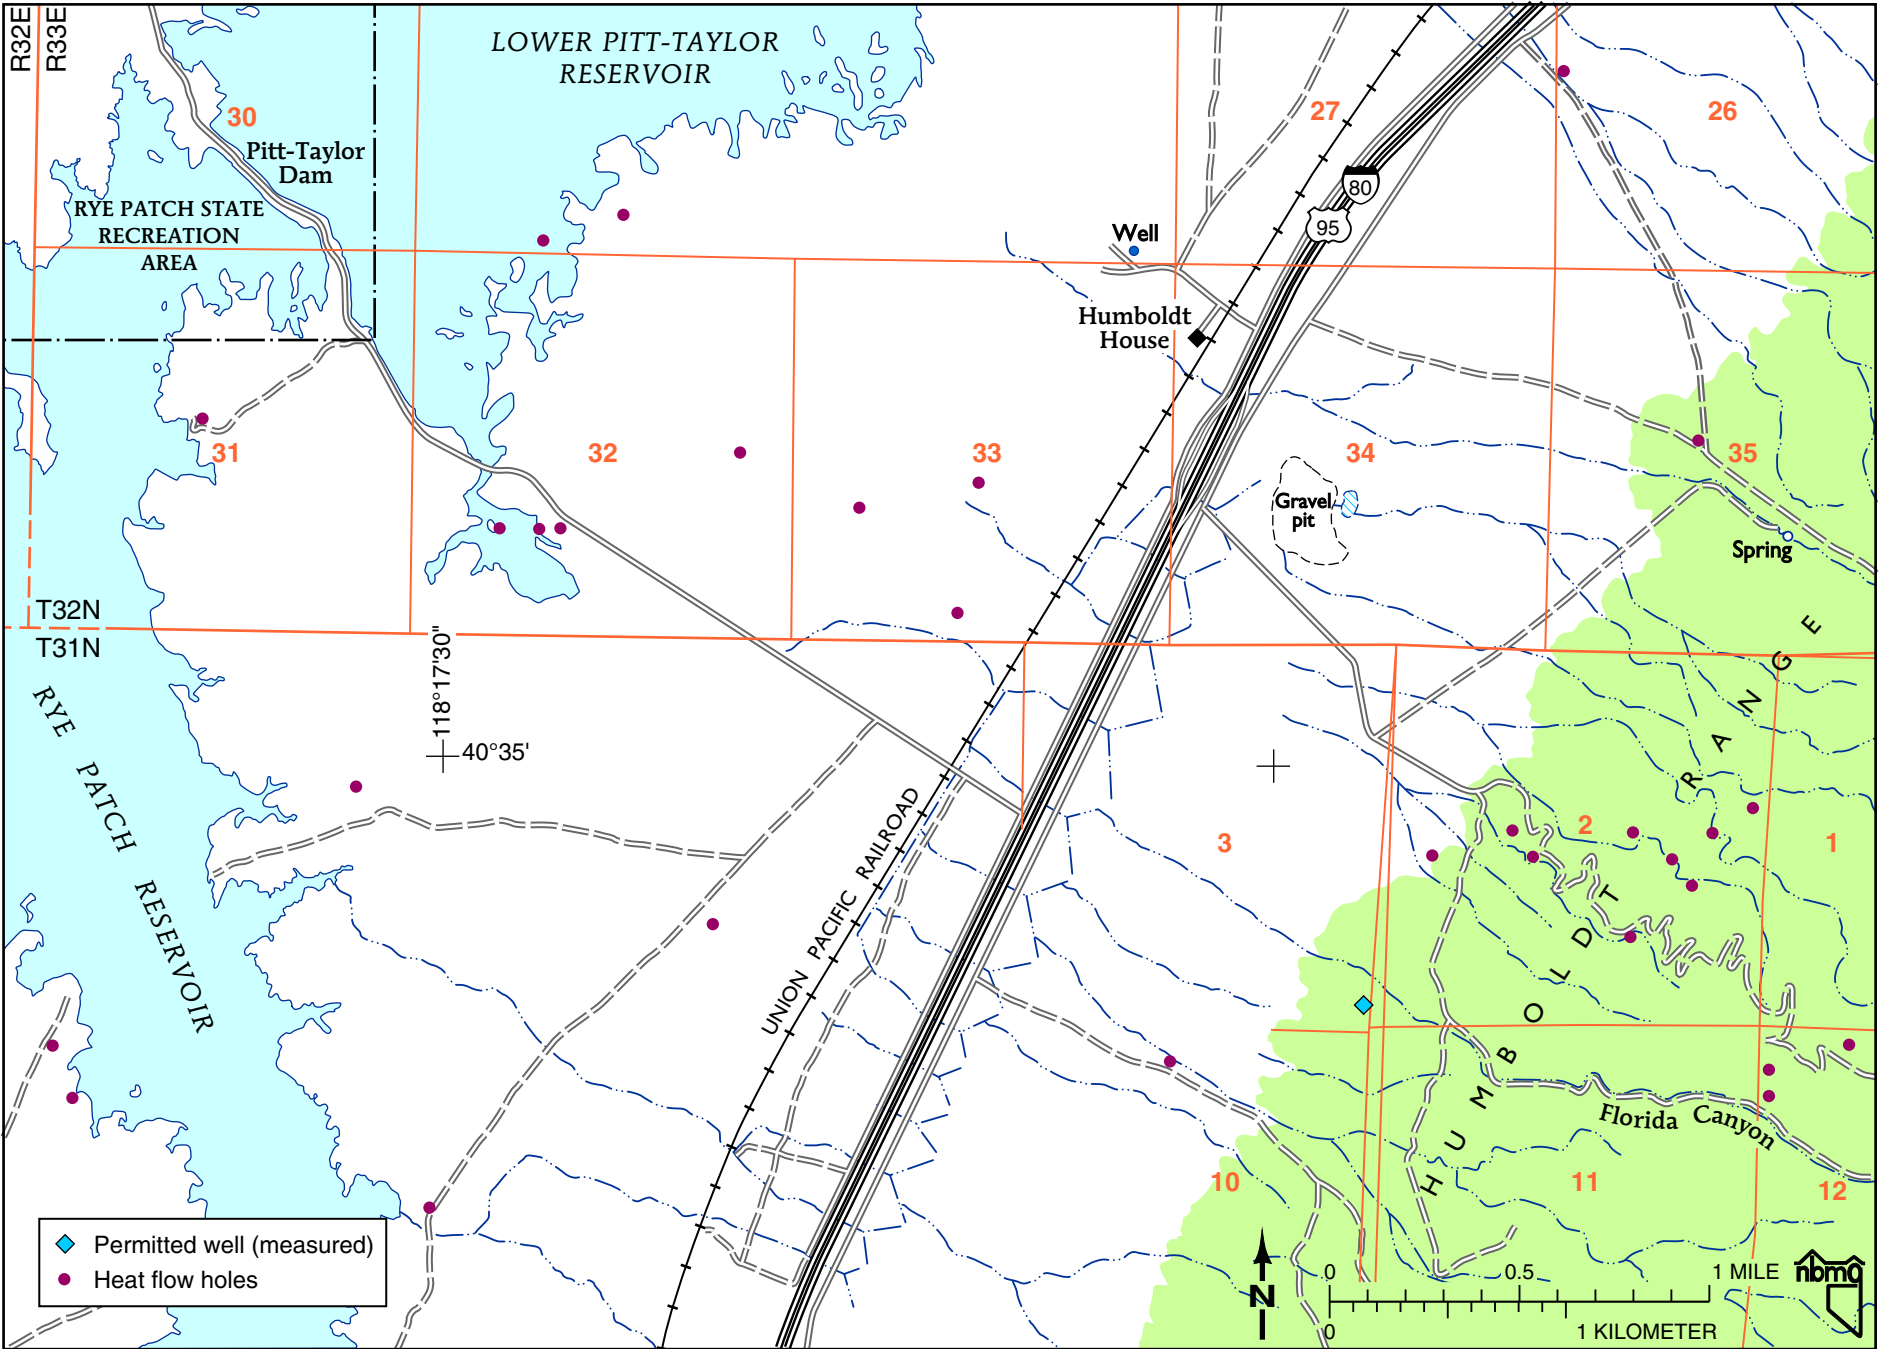 R32E
R33E
LOWER PITT-TAYLOR
RESERVOIR
30
27
26
Pitt-Taylor
Dam
80
95
RYE PATCH STATE
RECREATION
AREA
Well
Humboldt
House
31
32
33
34
35
Gravel
pit
Spring
T32N
T31N
118°17'30"
40°35'
RYE PATCH RESERVOIR
UNION PACIFIC RAILROAD
HUMBOLDT RANGE
3
2
1
Florida Canyon
10
11
12
Permitted well (measured)
Heat flow holes
N
0 0.5 1 MILE
0 1 KILOMETER
nbmg